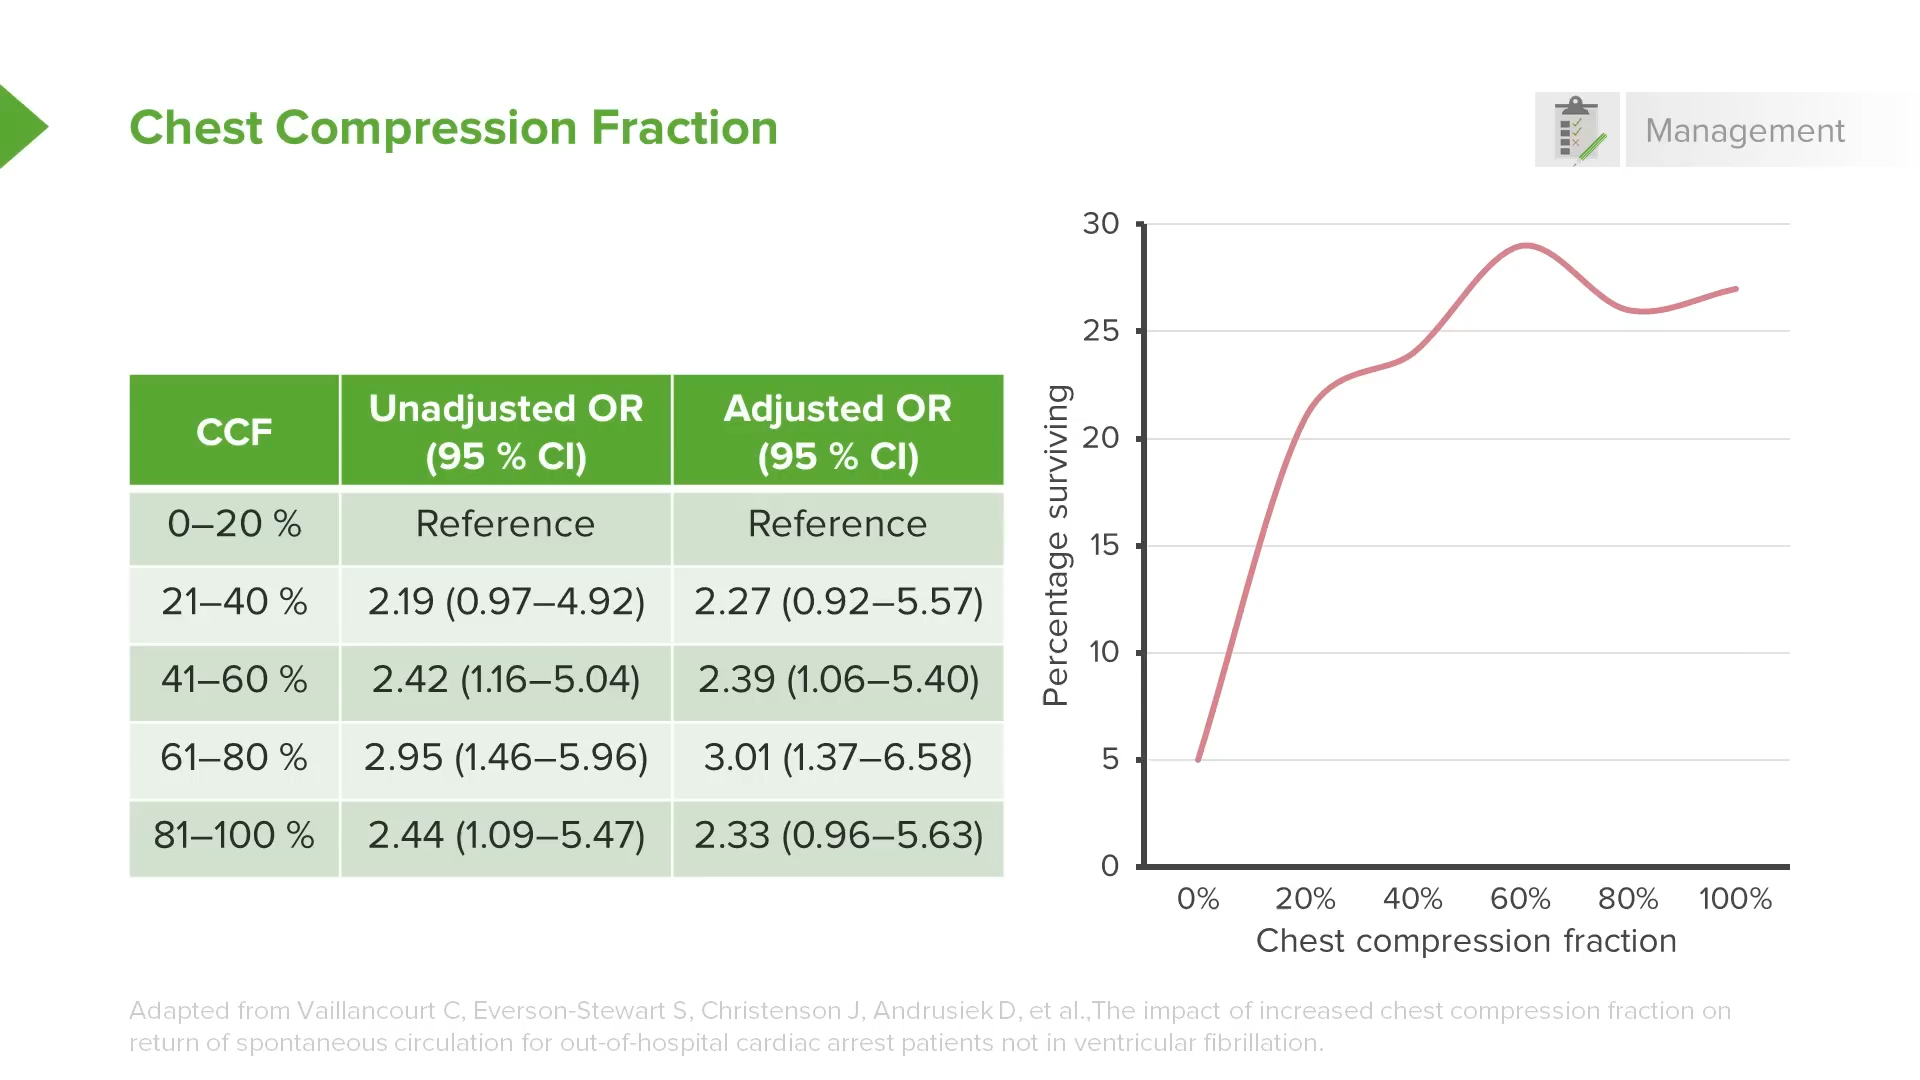 Chest Compression Fraction
Management
CCF
Unadjusted OR
(95 % CI)
Adjusted OR
(95 % CI)
0–20 %
Reference
Reference
21–40 %
2.19 (0.97–4.92)
2.27 (0.92–5.57)
41–60 %
2.42 (1.16–5.04)
2.39 (1.06–5.40)
61–80 %
2.95 (1.46–5.96)
3.01 (1.37–6.58)
81–100 %
2.44 (1.09–5.47)
2.33 (0.96–5.63)
Percentage surviving
30
25
20
15
10
5
0
0%
20%
40%
60%
80%
100%
Chest compression fraction
Adapted from Vaillancourt C, Everson-Stewart S, Christenson J, Andrusiek D, et al.,The impact of increased chest compression fraction on
return of spontaneous circulation for out-of-hospital cardiac arrest patients not in ventricular fibrillation.